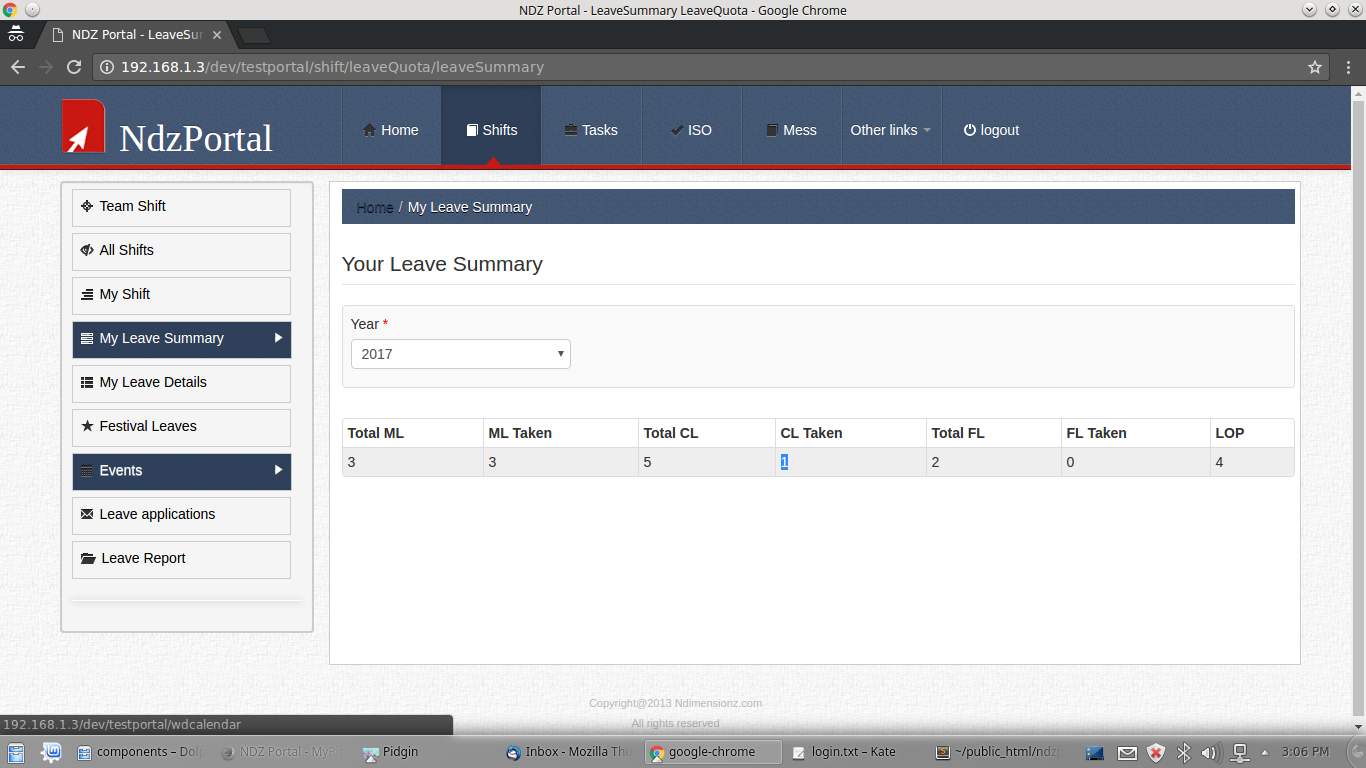 NDZ Portal - LeaveSummary LeaveQuota - Google Chrome
NDZ Portal - LeaveSur
192.168.1.3/dev/testportal/shift/leaveQuota/leaveSummary
NdzPortal
Home
Shifts
Tasks
ISO
Mess
Other links
logout
Team Shift
All Shifts
My Shift
My Leave Summary
My Leave Details
Festival Leaves
Events
Leave applications
Leave Report
Home / My Leave Summary
Your Leave Summary
Year *
2017
Total ML ML Taken Total CL CL Taken Total FL FL Taken LOP
3 3 5 1 2 0 4
Copyright@2013 Ndimensionz.com
All rights reserved
192.168.1.3/dev/testportal/wdcalendar
components – Dolp
NDZ Portal - MyP
Pidgin
Inbox - Mozilla Thu
google-chrome
login.txt – Kate
~/public_html/ndz
3:06 PM